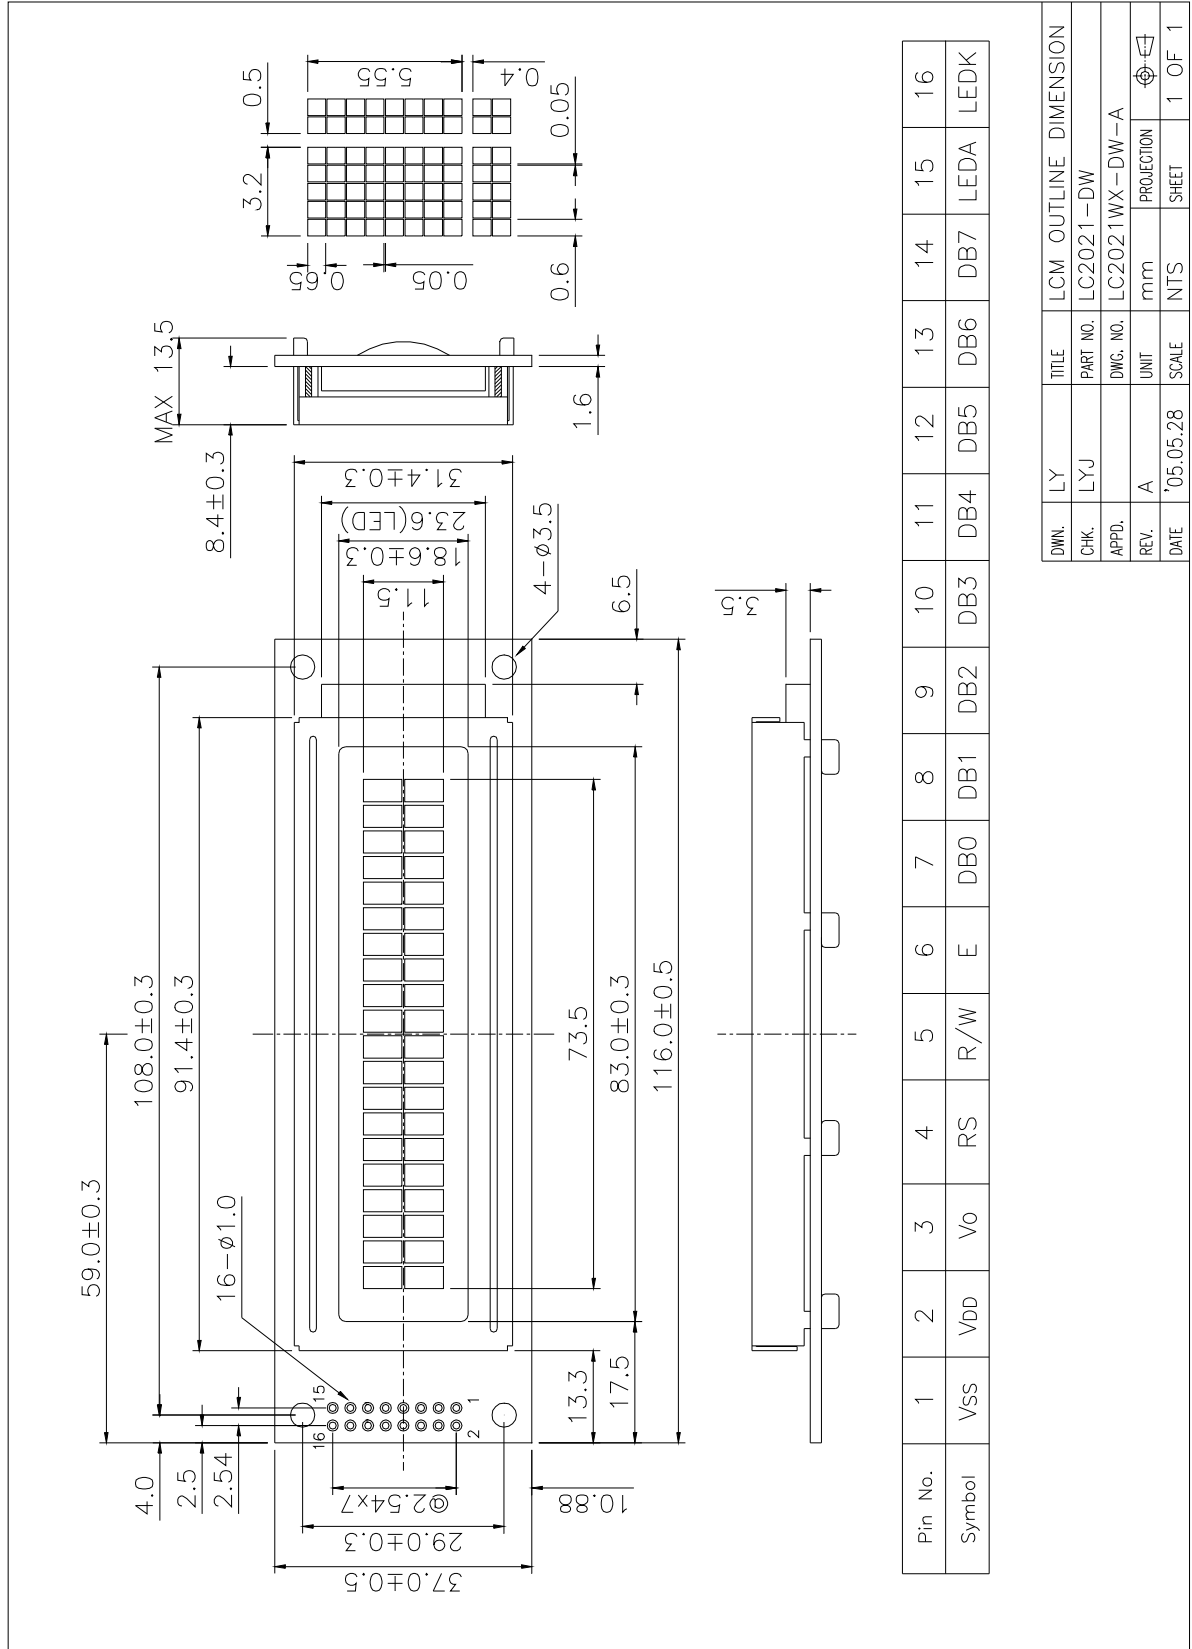 59.0±0.3
108.0±0.3
91.4±0.3
4.0
2.5
2.54
16-ø1.0
15
1
16
2
@2.54x7
29.0±0.3
37.0±0.5
10.88
13.3
17.5
73.5
83.0±0.3
116.0±0.5
6.5
4-ø3.5
11.5
18.6±0.3
23.6(LED)
31.4±0.3
8.4±0.3
MAX 13.5
1.6
3.5
3.2
0.5
5.55
0.4
0.65
0.05
0.6
0.05
Pin No. 1 2 3 4 5 6 7 8 9 10 11 12 13 14 15 16
Symbol VSS VDD Vo RS R/W E DB0 DB1 DB2 DB3 DB4 DB5 DB6 DB7 LEDA LEDK
DWN. LY TITLE LCM OUTLINE DIMENSION
CHK. LYJ PART NO. LC2021-DW
APPD. DWG. NO. LC2021WX-DW-A
REV. A UNIT mm PROJECTION
DATE '05.05.28 SCALE NTS SHEET 1 OF 1